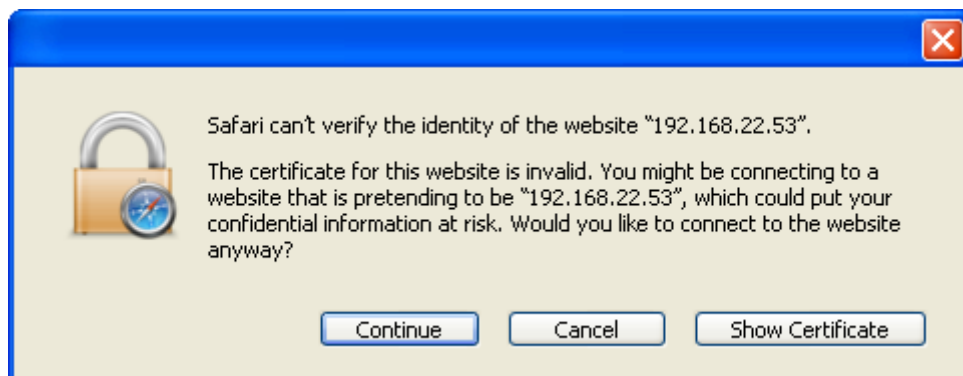 Safari can't verify the identity of the website “192.168.22.53”.
The certificate for this website is invalid. You might be connecting to a
website that is pretending to be “192.168.22.53”, which could put your
confidential information at risk. Would you like to connect to the website
anyway?
Continue Cancel Show Certificate